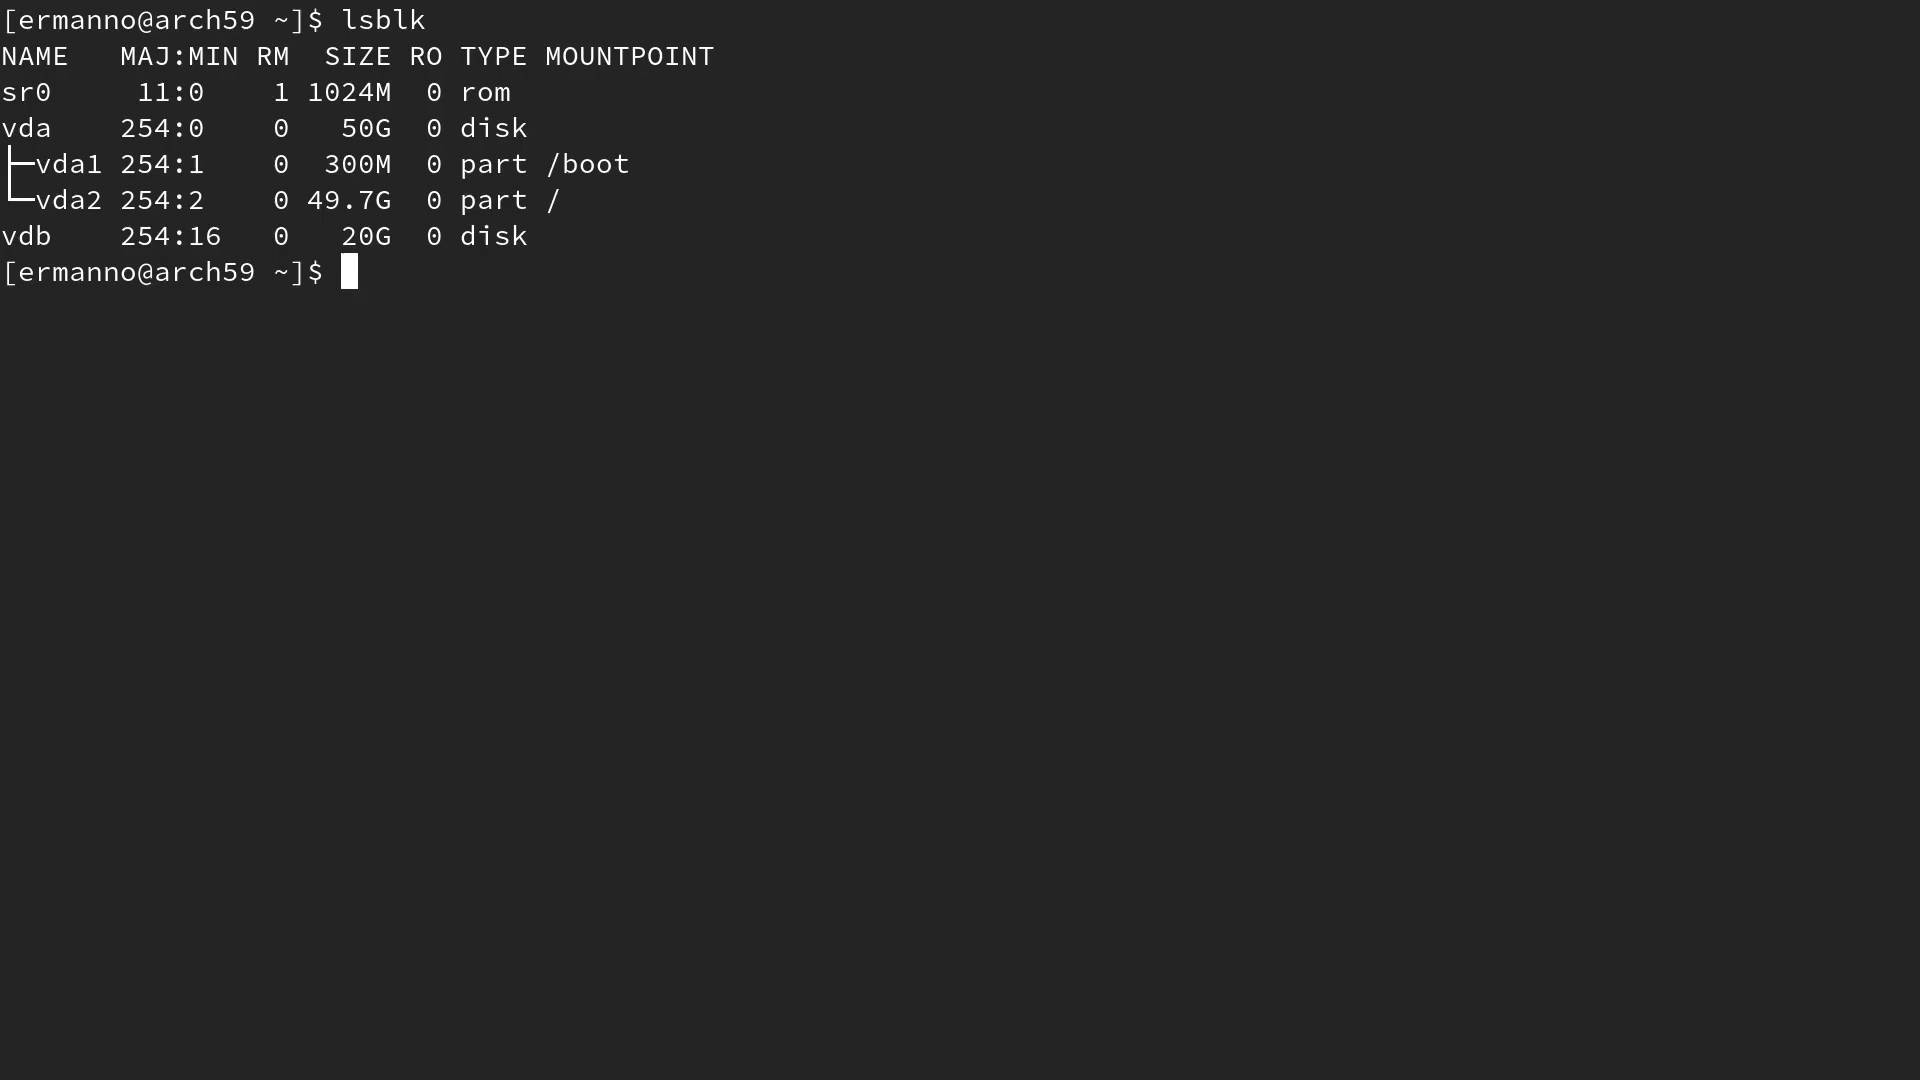 [ermanno@arch59 ~]$ lsblk
NAME   MAJ:MIN RM  SIZE RO TYPE MOUNTPOINT
sr0     11:0    1 1024M  0 rom
vda    254:0    0   50G  0 disk
├─vda1 254:1    0  300M  0 part /boot
└─vda2 254:2    0 49.7G  0 part /
vdb    254:16   0   20G  0 disk
[ermanno@arch59 ~]$